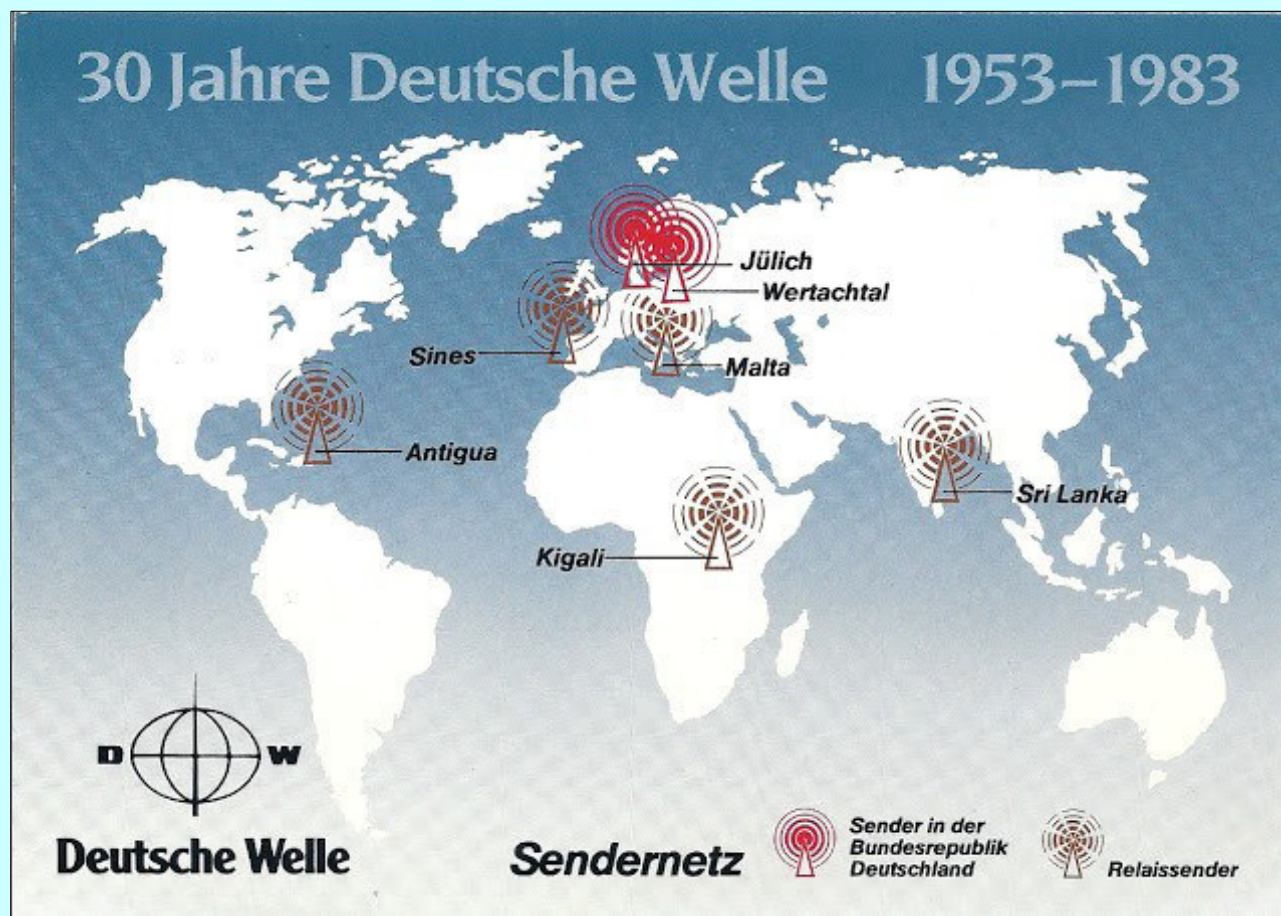 30 Jahre Deutsche Welle 1953–1983
Jülich
Wertachtal
Sines
Malta
Antigua
Sri Lanka
Kigali
D W
Deutsche Welle
Sendernetz
Sender in der
Bundesrepublik
Deutschland
Relaissender